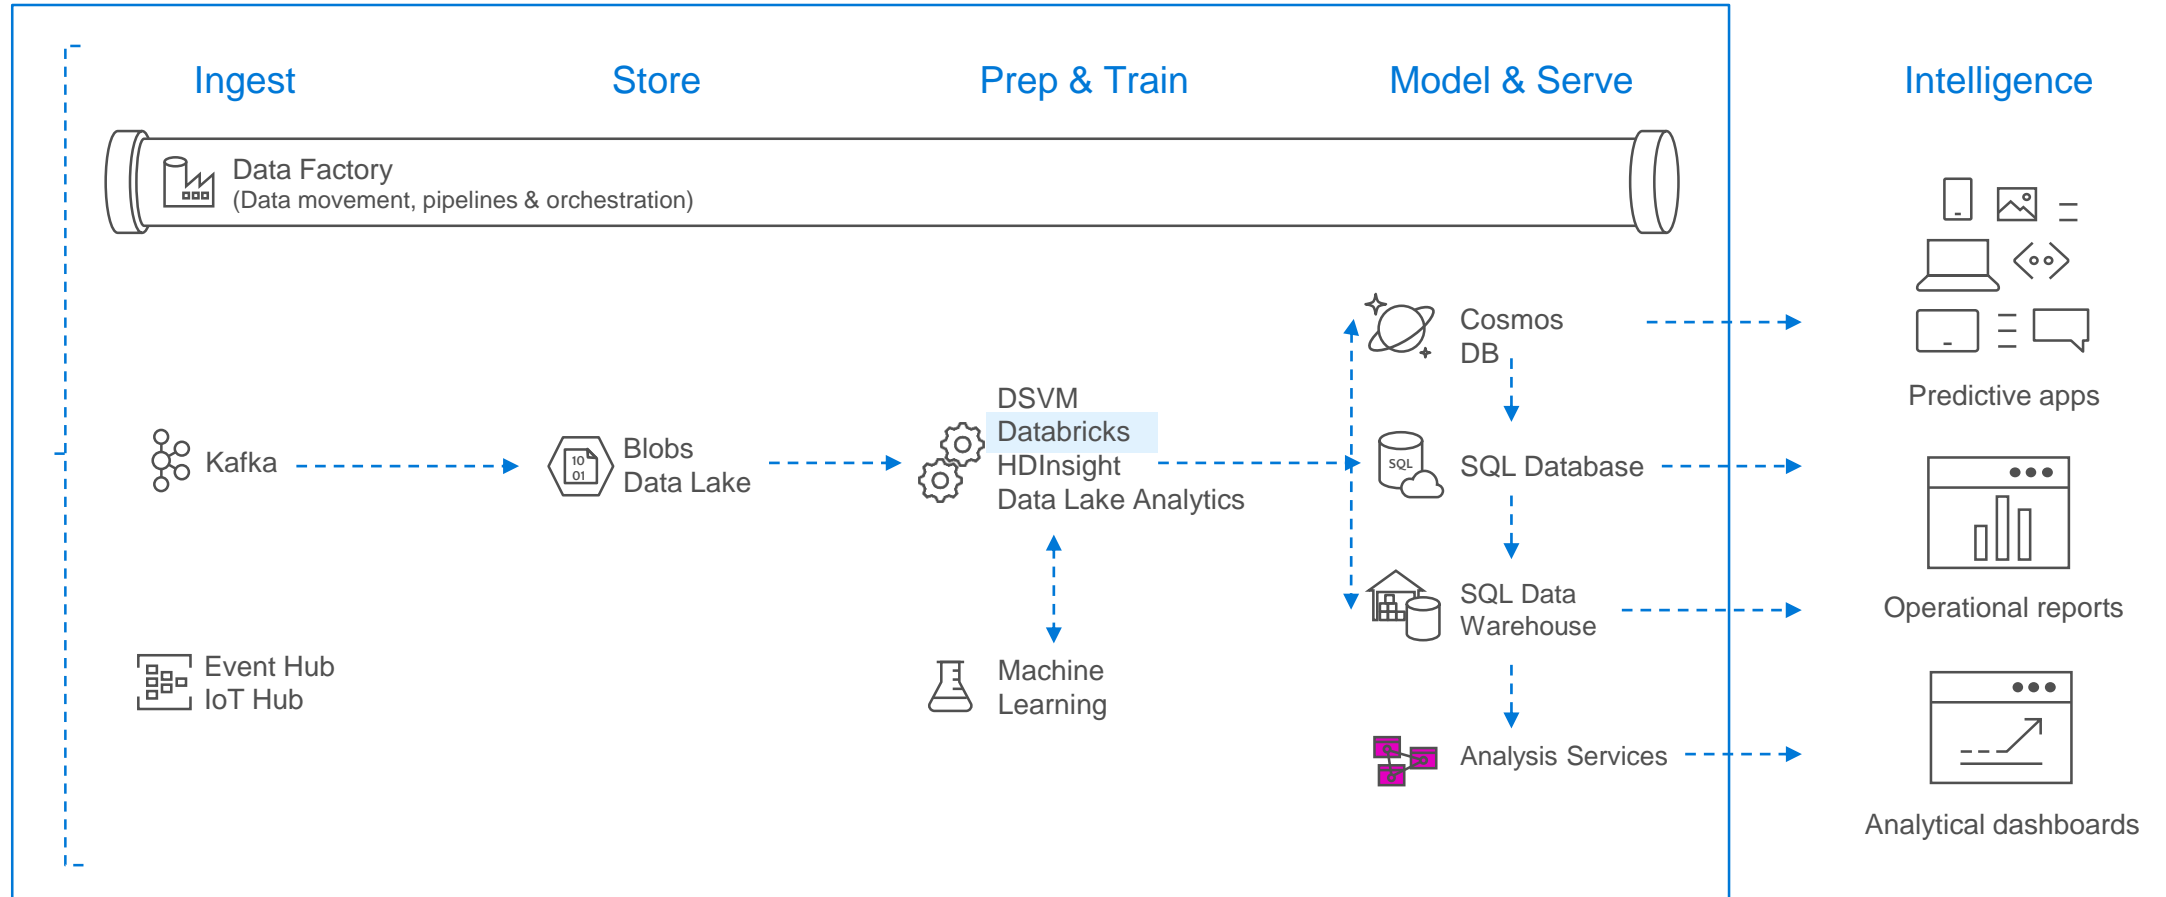 Ingest
Store
Prep & Train
Model & Serve
Intelligence
Data Factory
(Data movement, pipelines & orchestration)
Kafka
Event Hub
IoT Hub
10
01
Blobs
Data Lake
DSVM
Databricks
HDInsight
Data Lake Analytics
Machine
Learning
Cosmos
DB
SQL
SQL Database
SQL Data
Warehouse
Analysis Services
Predictive apps
Operational reports
Analytical dashboards